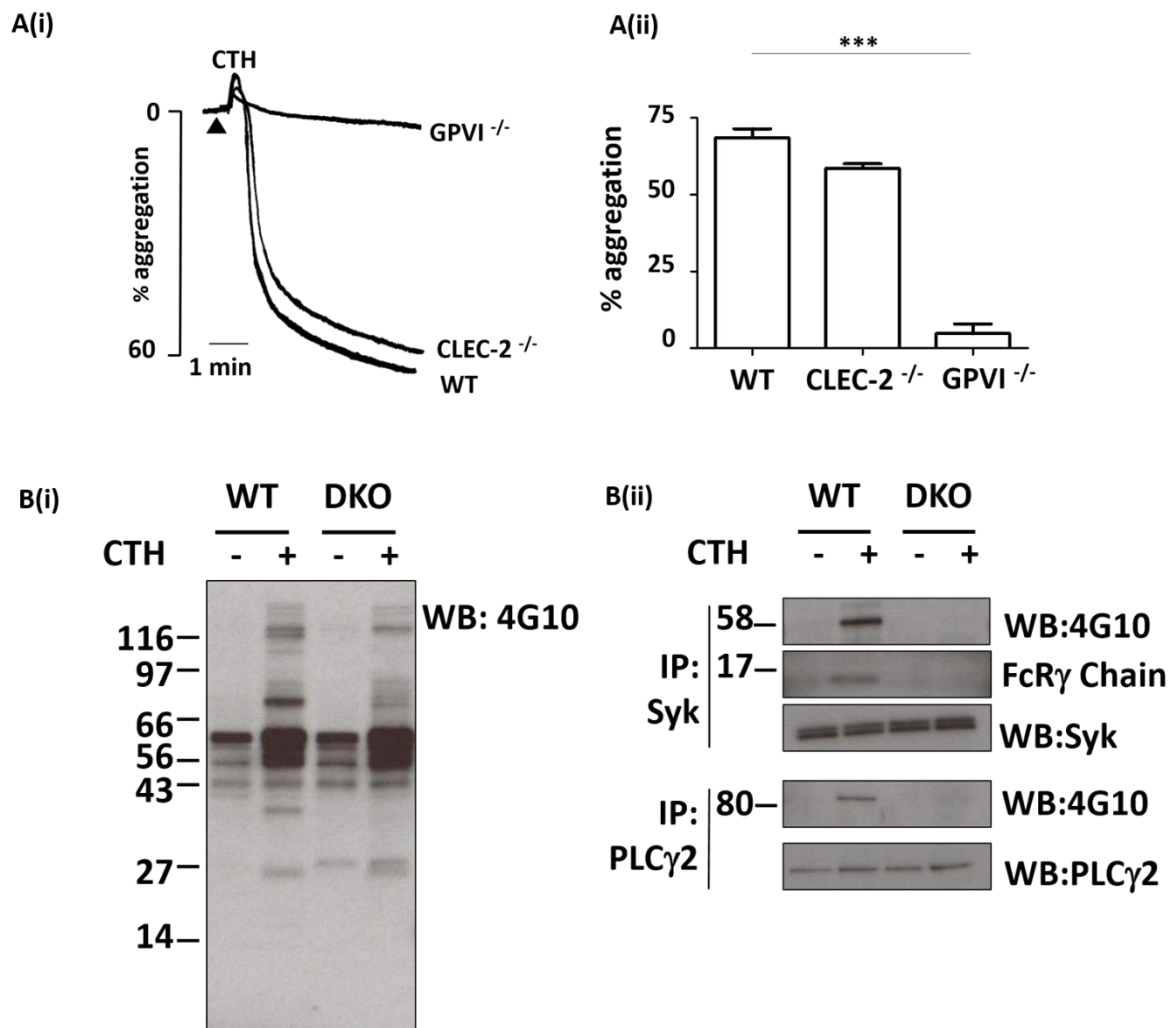 A(i)
CTH
0
% aggregation
60
1 min
GPVI -/-
CLEC-2 -/-
WT
A(ii)
***
75
50
25
0
% aggregation
WT CLEC-2 -/- GPVI -/-
B(i)
WT DKO
CTH - + - +
WB: 4G10
116
97
66
56
43
27
14
B(ii)
WT DKO
CTH - + - +
IP: Syk
58 WB:4G10
17 FcRγ Chain
WB:Syk
IP: PLCγ2
80 WB:4G10
WB:PLCγ2